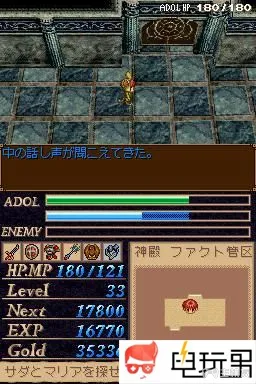 ADOL HP 180/180
中の話し声が聞こえてきた。
ADOL
ENEMY
HP.MP 180/121
神殿 ファクト管区
Level 33
Next 17800
EXP 16770
Gold 35336
サダとマリアを探せ
电玩男